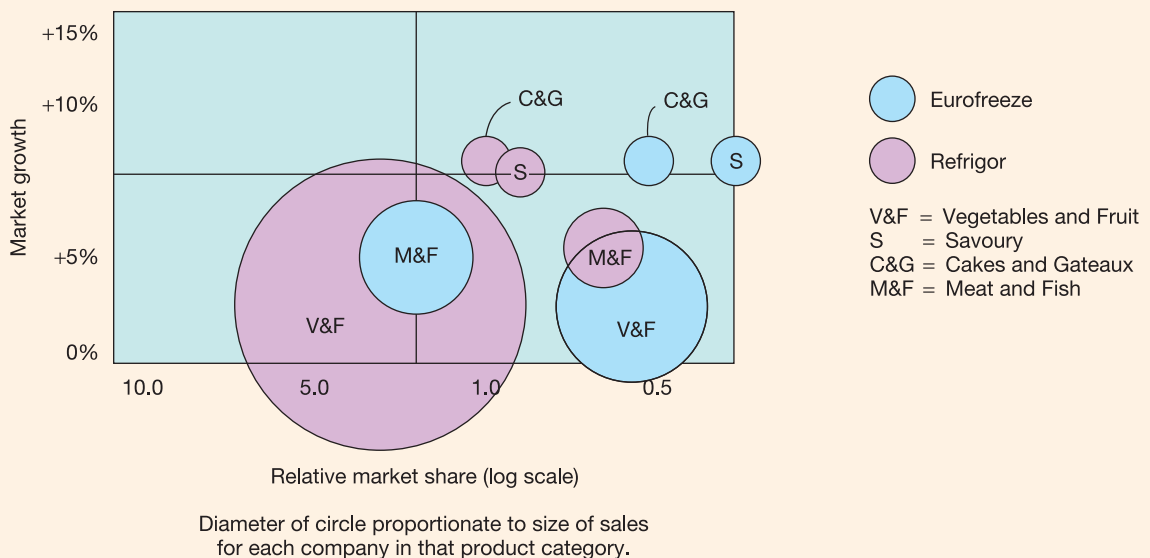 +15%
+10%
+5%
0%
Market growth
C&G
C&G
S
S
M&F
M&F
V&F
V&F
10.0
5.0
1.0
0.5
Relative market share (log scale)
Diameter of circle proportionate to size of sales
for each company in that product category.
Eurofreeze
Refrigor
V&F = Vegetables and Fruit
S = Savoury
C&G = Cakes and Gateaux
M&F = Meat and Fish